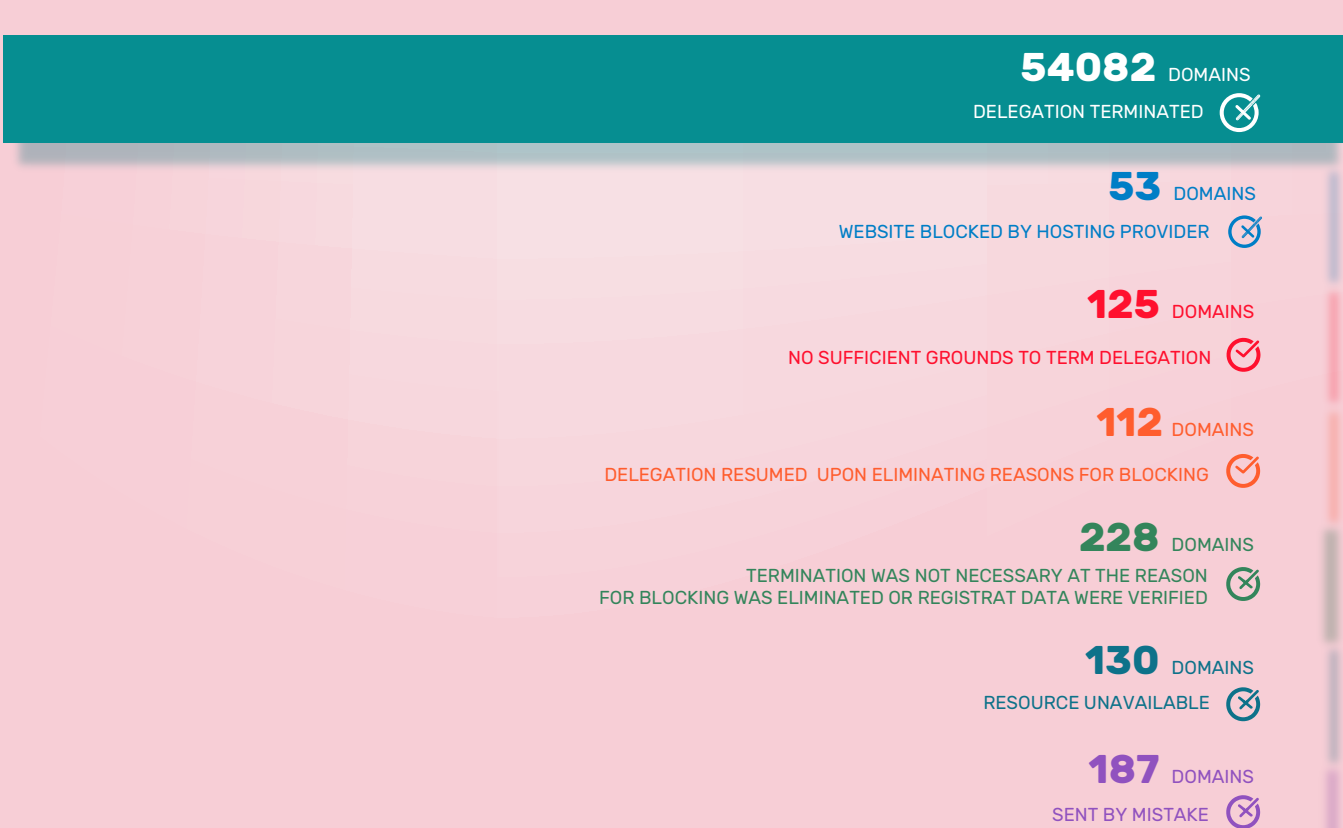 54082 DOMAINS
DELEGATION TERMINATED
53 DOMAINS
WEBSITE BLOCKED BY HOSTING PROVIDER
125 DOMAINS
NO SUFFICIENT GROUNDS TO TERM DELEGATION
112 DOMAINS
DELEGATION RESUMED  UPON ELIMINATING REASONS FOR BLOCKING
228 DOMAINS
TERMINATION WAS NOT NECESSARY AT THE REASON
FOR BLOCKING WAS ELIMINATED OR REGISTRAT DATA WERE VERIFIED
130 DOMAINS
RESOURCE UNAVAILABLE
187 DOMAINS
SENT BY MISTAKE